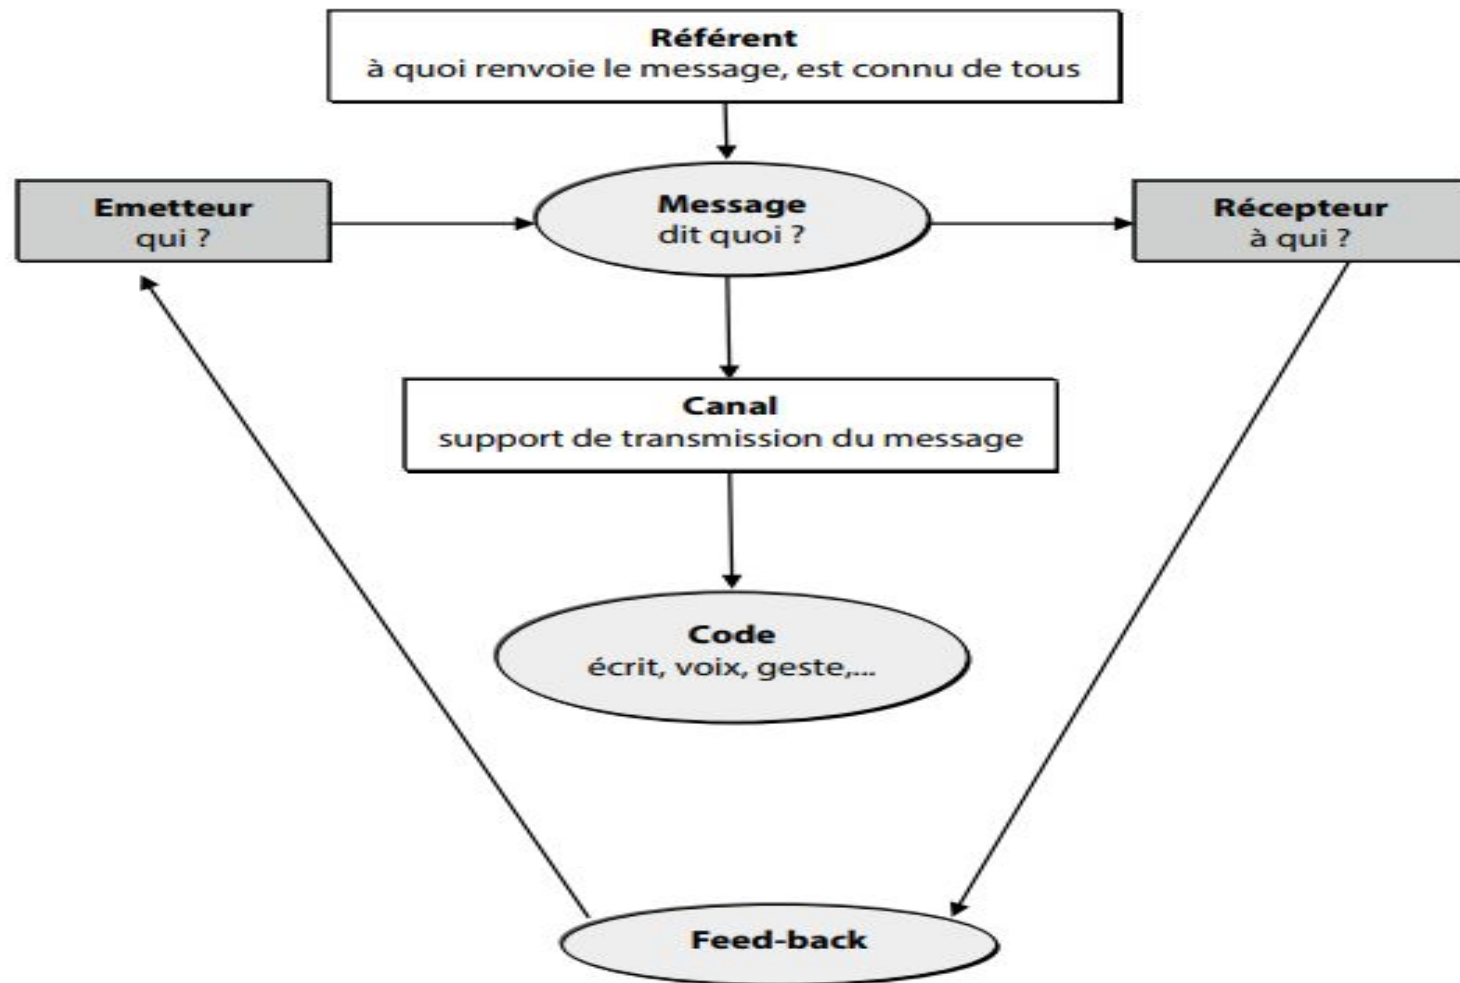 Référent
à quoi renvoie le message, est connu de tous
Emetteur
qui ?
Message
dit quoi ?
Récepteur
à qui ?
Canal
support de transmission du message
Code
écrit, voix, geste,...
Feed-back